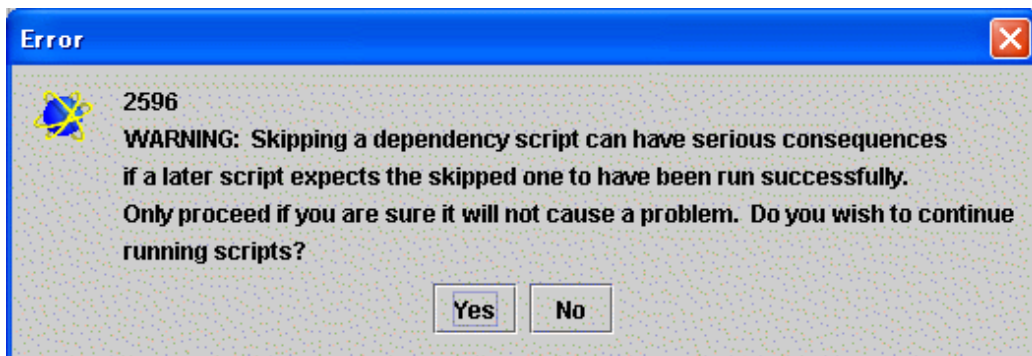 Error
2596
WARNING:  Skipping a dependency script can have serious consequences
if a later script expects the skipped one to have been run successfully.
Only proceed if you are sure it will not cause a problem.  Do you wish to continue
running scripts?
Yes No